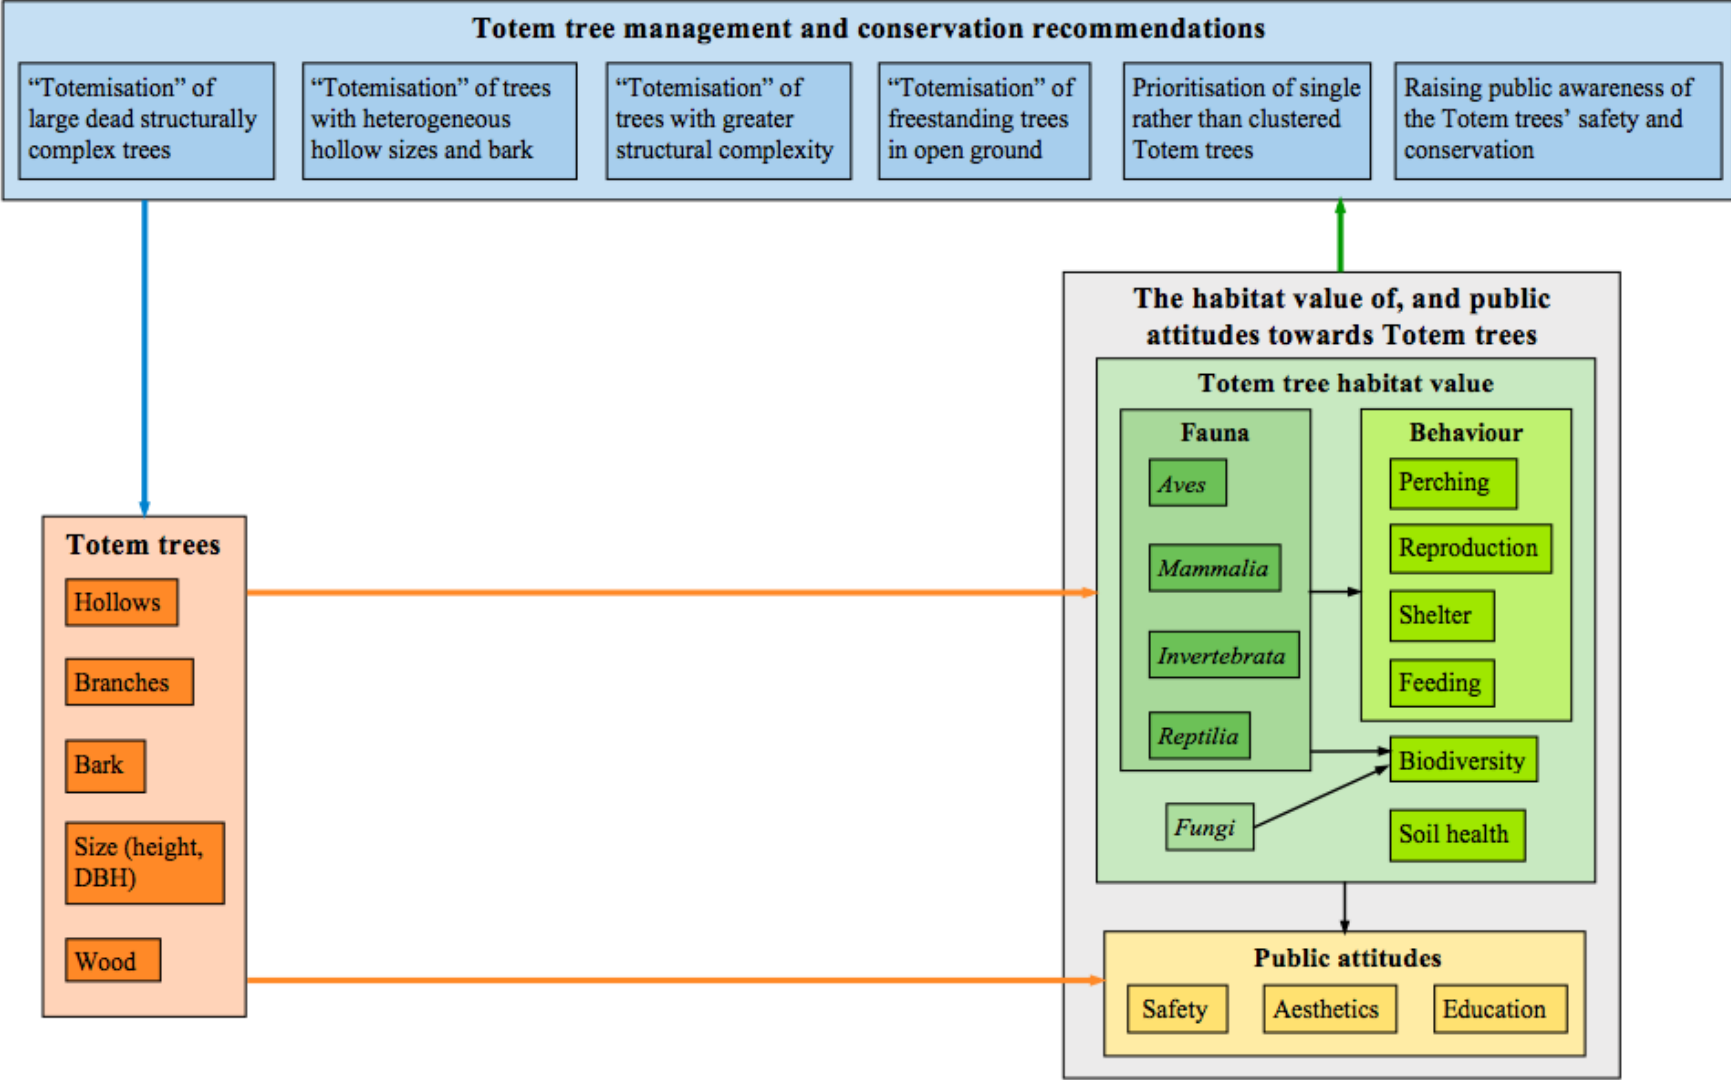 Totem tree management and conservation recommendations
“Totemisation” of
large dead structurally
complex trees
“Totemisation” of trees
with heterogeneous
hollow sizes and bark
“Totemisation” of
trees with greater
structural complexity
“Totemisation” of
freestanding trees
in open ground
Prioritisation of single
rather than clustered
Totem trees
Raising public awareness of
the Totem trees’ safety and
conservation
Totem trees
Hollows
Branches
Bark
Size (height,
DBH)
Wood
The habitat value of, and public
attitudes towards Totem trees
Totem tree habitat value
Fauna
Aves
Mammalia
Invertebrata
Reptilia
Fungi
Behaviour
Perching
Reproduction
Shelter
Feeding
Biodiversity
Soil health
Public attitudes
Safety
Aesthetics
Education